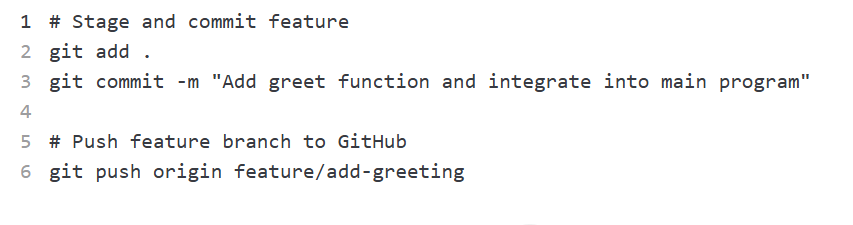 1 # Stage and commit feature
2 git add .
3 git commit -m "Add greet function and integrate into main program"
4
5 # Push feature branch to GitHub
6 git push origin feature/add-greeting